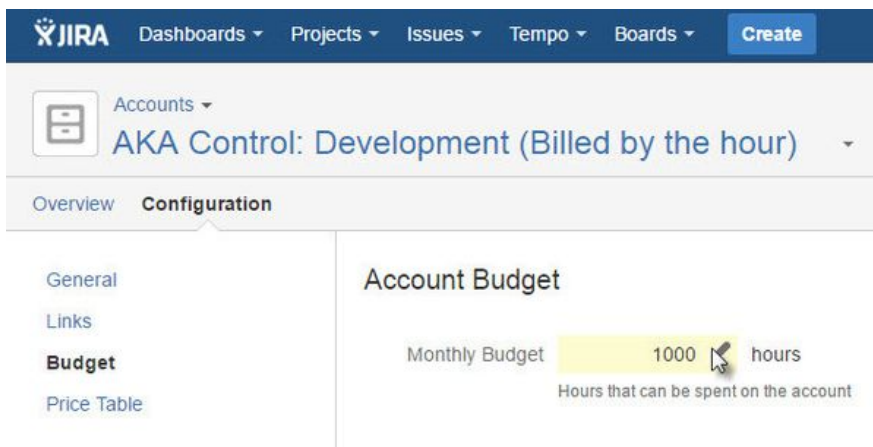 JIRA Dashboards Projects Issues Tempo Boards Create
Accounts
AKA Control: Development (Billed by the hour)
Overview Configuration
General
Links
Budget
Price Table
Account Budget
Monthly Budget 1000 hours
Hours that can be spent on the account